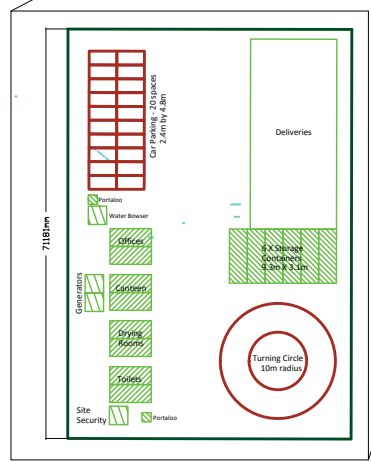 Car Parking - 20 spaces
2.4m by 4.8m
Deliveries
Portaloo
Water Bowser
71181mm
Offices
6 X Storage
Containers
9.3m X 3.1m
Generators
Canteen
Drying
Rooms
Turning Circle
10m radius
Toilets
Site
Security
Portaloo